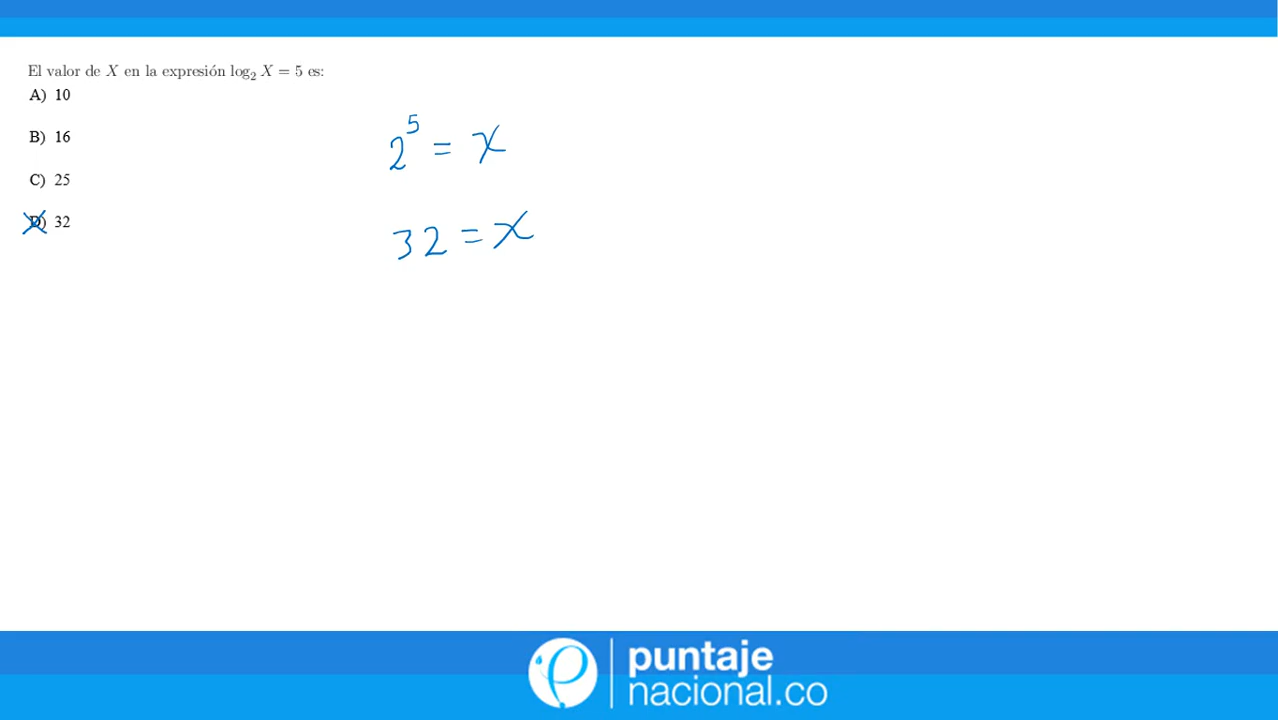 El valor de X en la expresión log₂ X = 5 es:
A) 10
B) 16
C) 25
D) 32
2⁵ = x
32 = x
puntaje
nacional.co